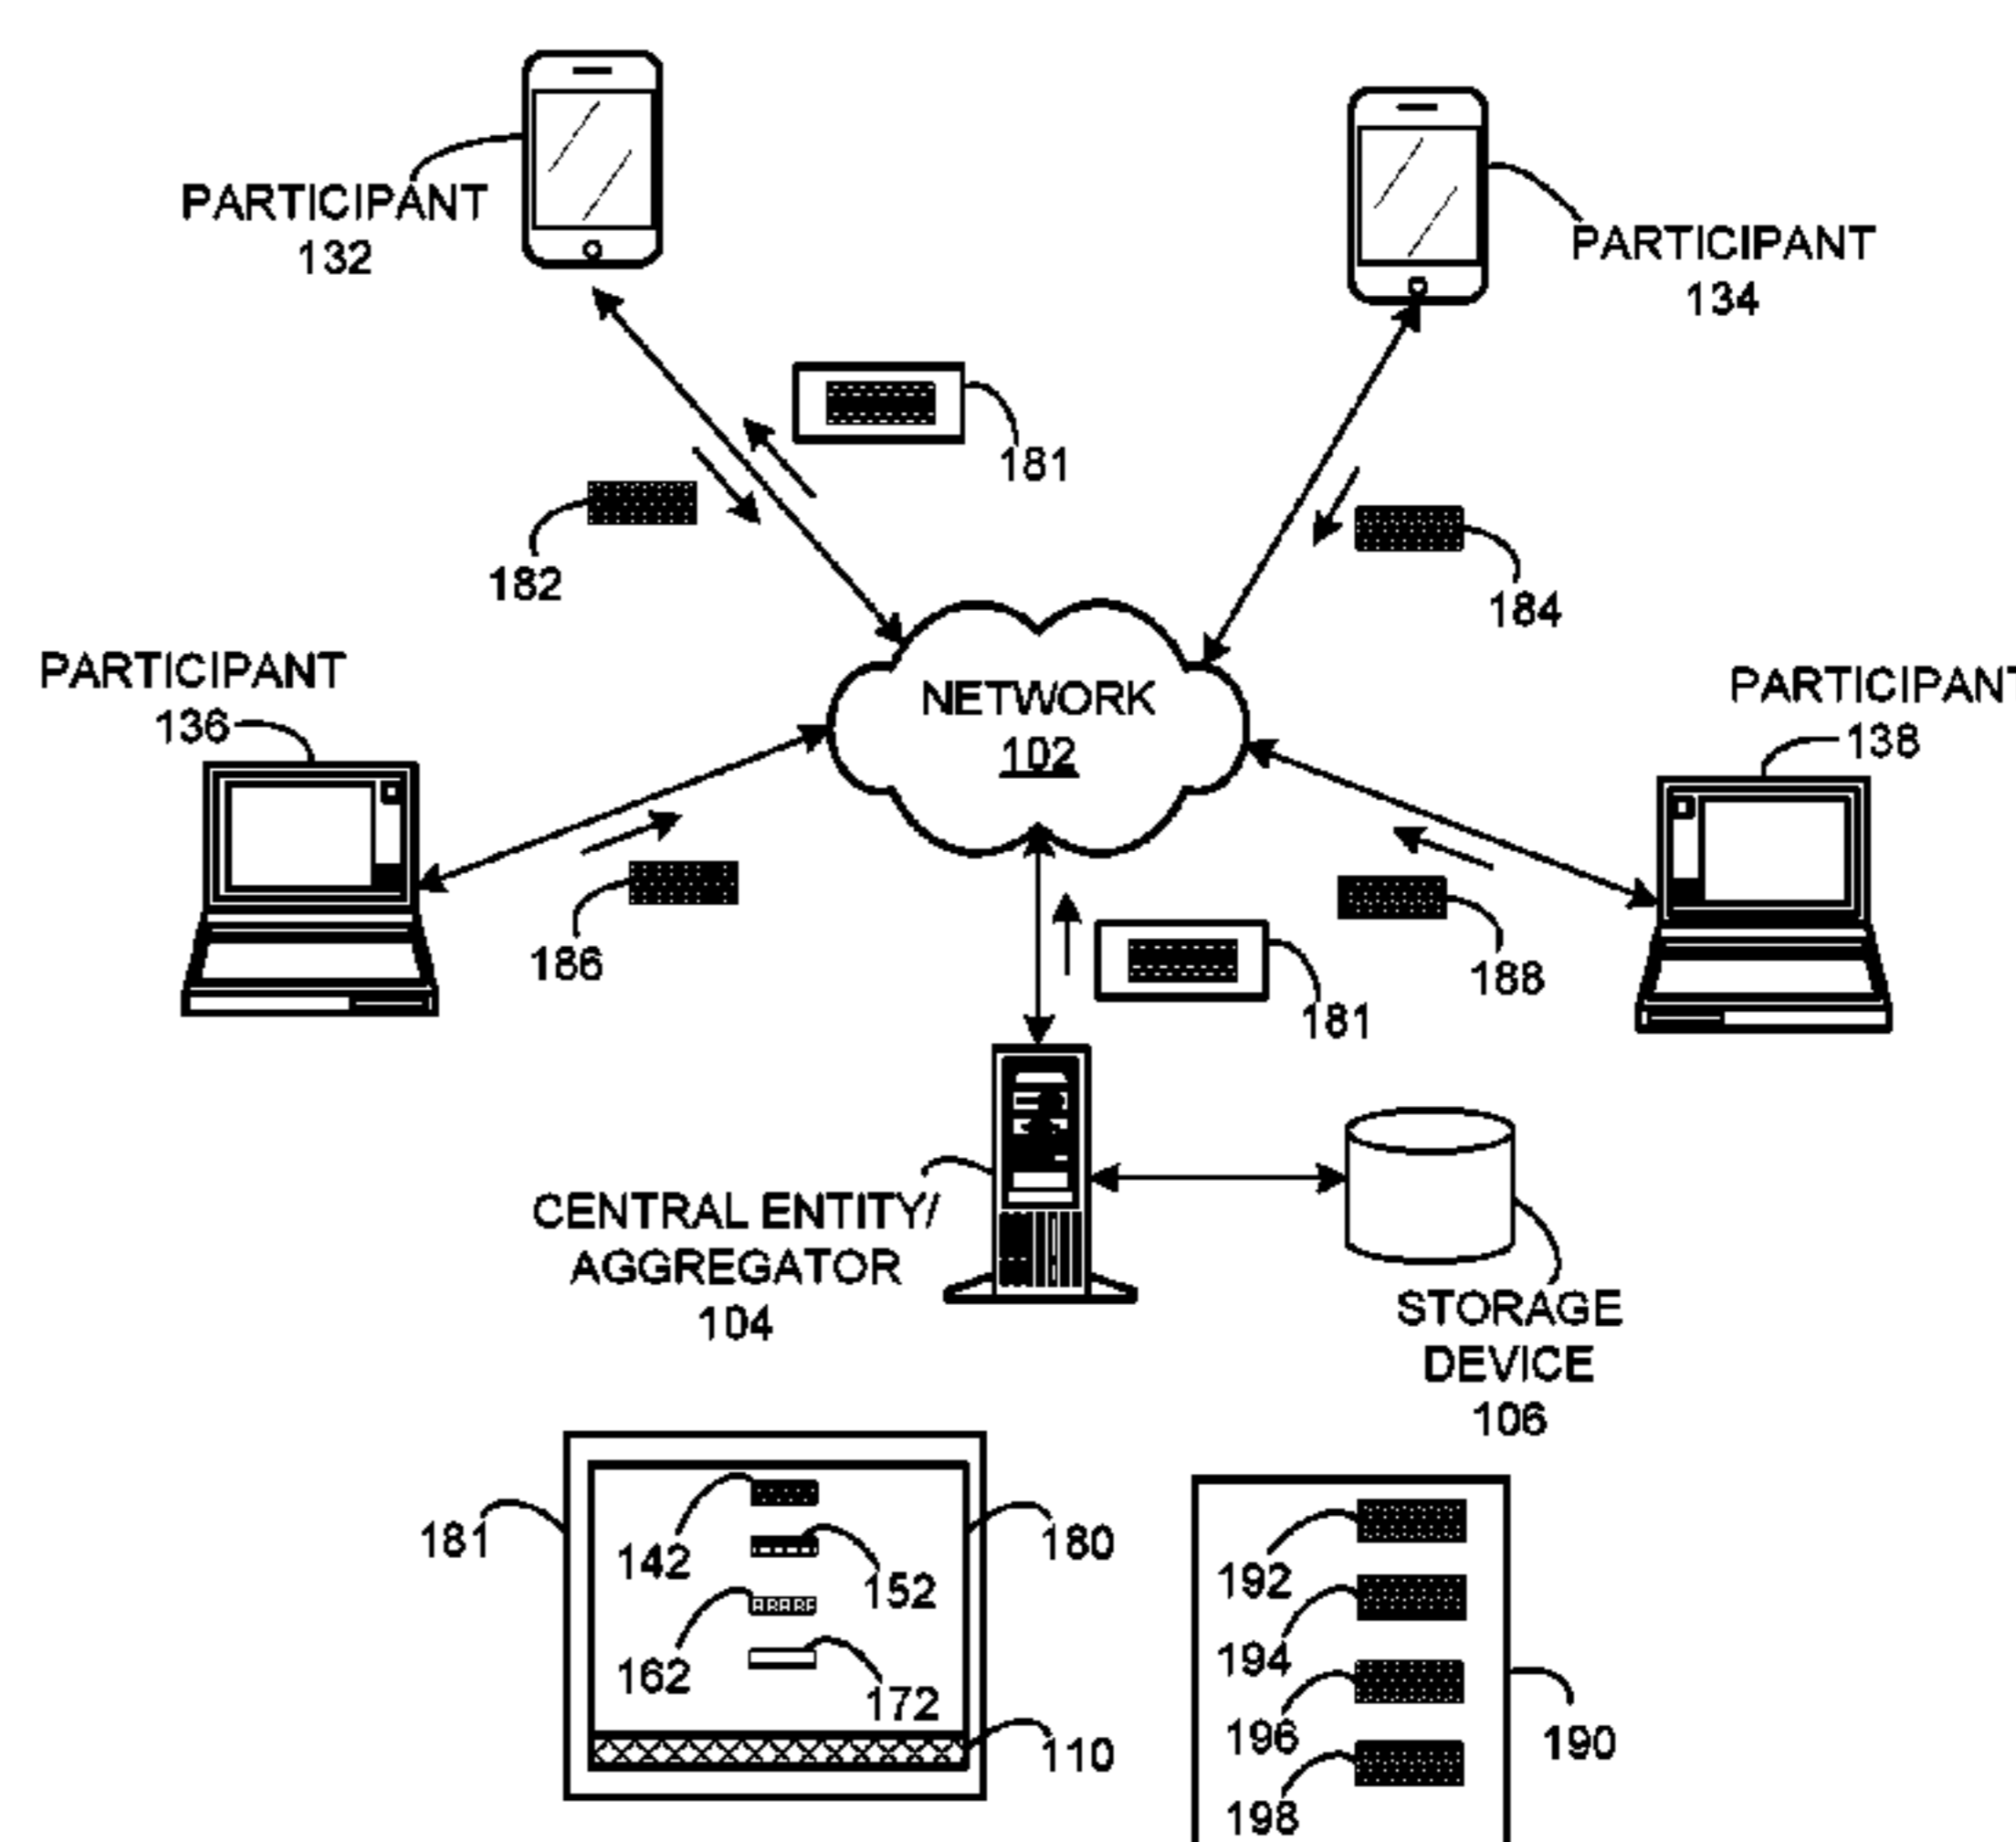 PARTICIPANT
132
PARTICIPANT
134
181
182
184
PARTICIPANT
136
NETWORK
102
PARTICIPANT
138
186
188
181
CENTRAL ENTITY/
AGGREGATOR
104
STORAGE
DEVICE
106
181
142
152
162
172
180
110
192
194
196
198
190